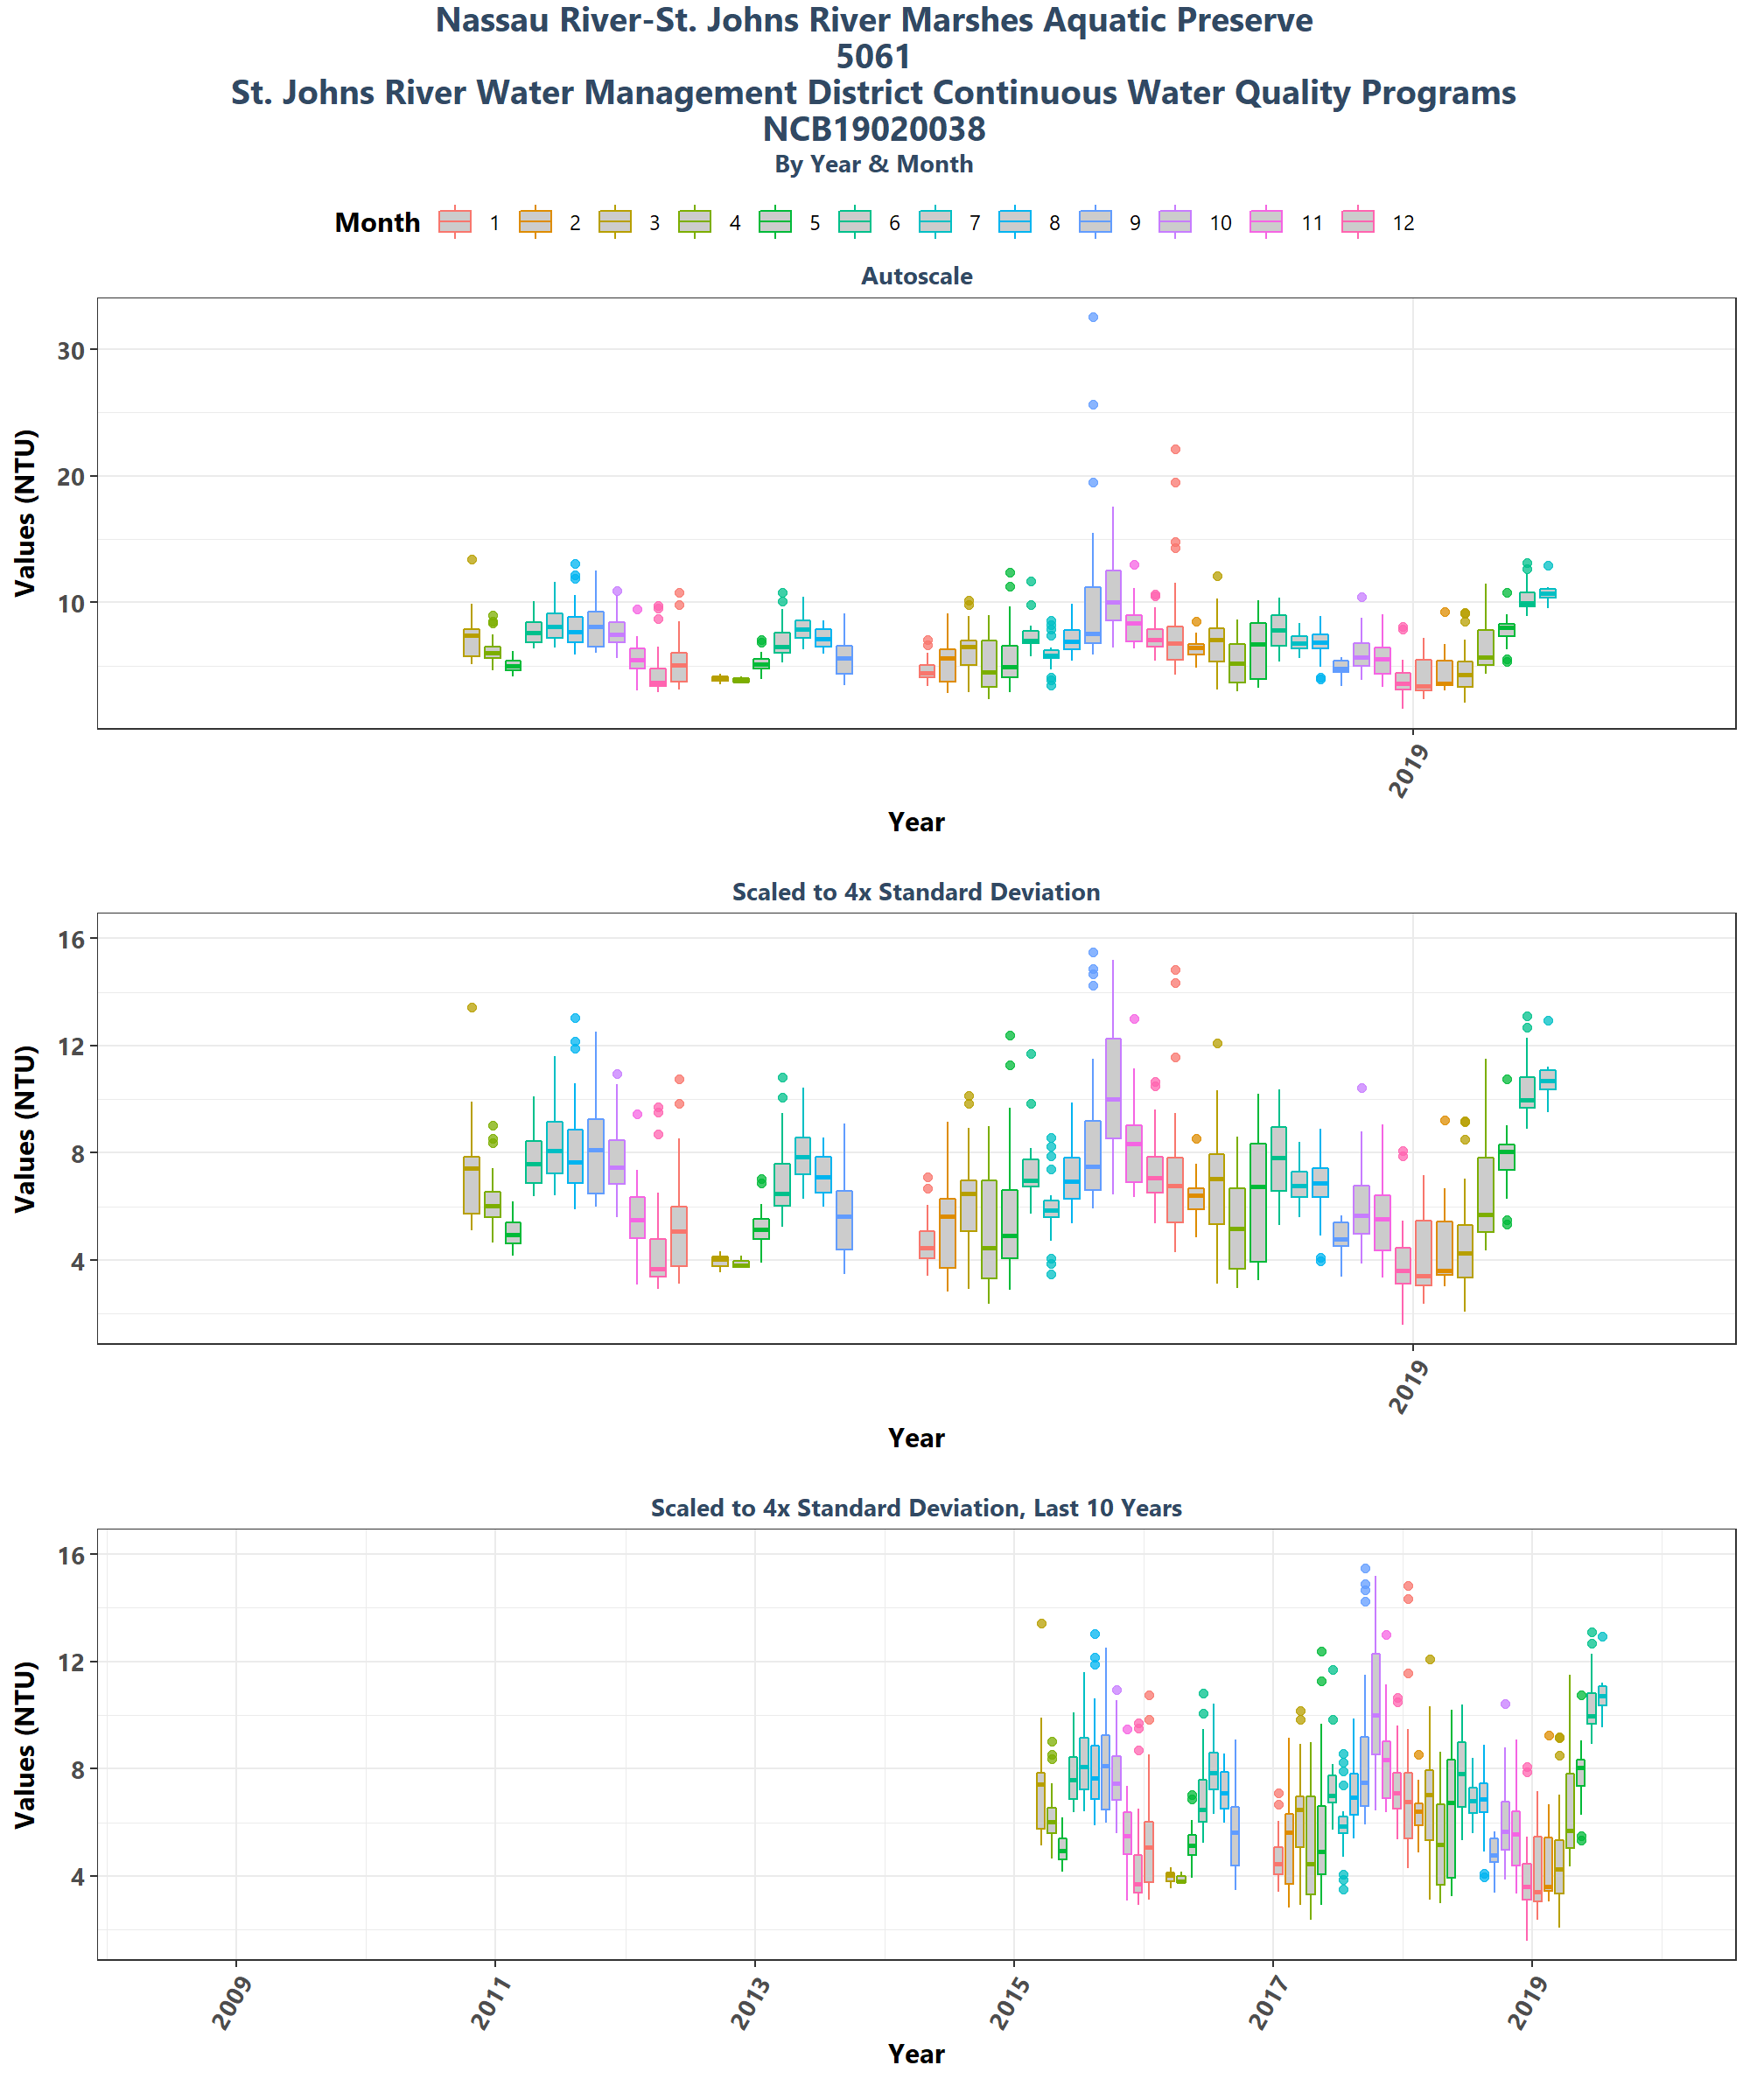 Nassau River-St. Johns River Marshes Aquatic Preserve
5061
St. Johns River Water Management District Continuous Water Quality Programs
NCB19020038
By Year & Month
Month 1 2 3 4 5 6 7 8 9 10 11 12
Autoscale
Values (NTU)
30
20
10
2019
Year
Scaled to 4x Standard Deviation
Values (NTU)
16
12
8
4
2019
Year
Scaled to 4x Standard Deviation, Last 10 Years
Values (NTU)
16
12
8
4
2009 2011 2013 2015 2017 2019
Year